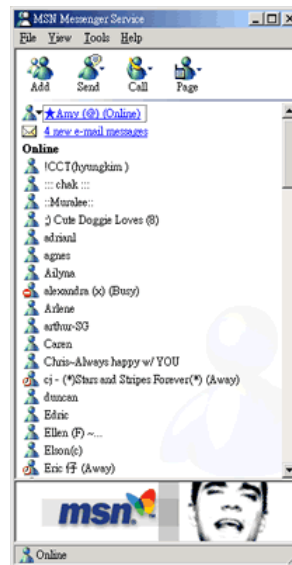 MSN Messenger Service
File View Tools Help
Add Send Call Page
★Amy (@) (Online)
4 new e-mail messages
Online
!CCT(hyungkim )
::: chak :::
::Muralee::
;) Cute Doggie Loves (8)
adrianl
agnes
Ailyna
alexandra (x) (Busy)
Arlene
arthur-SG
Caren
Chris~Always happy w/ YOU
cj - (*)Stars and Stripes Forever(*) (Away)
duncan
Edric
Ellen (F) ~...
Elson(c)
Eric 仔 (Away)
msn
Online